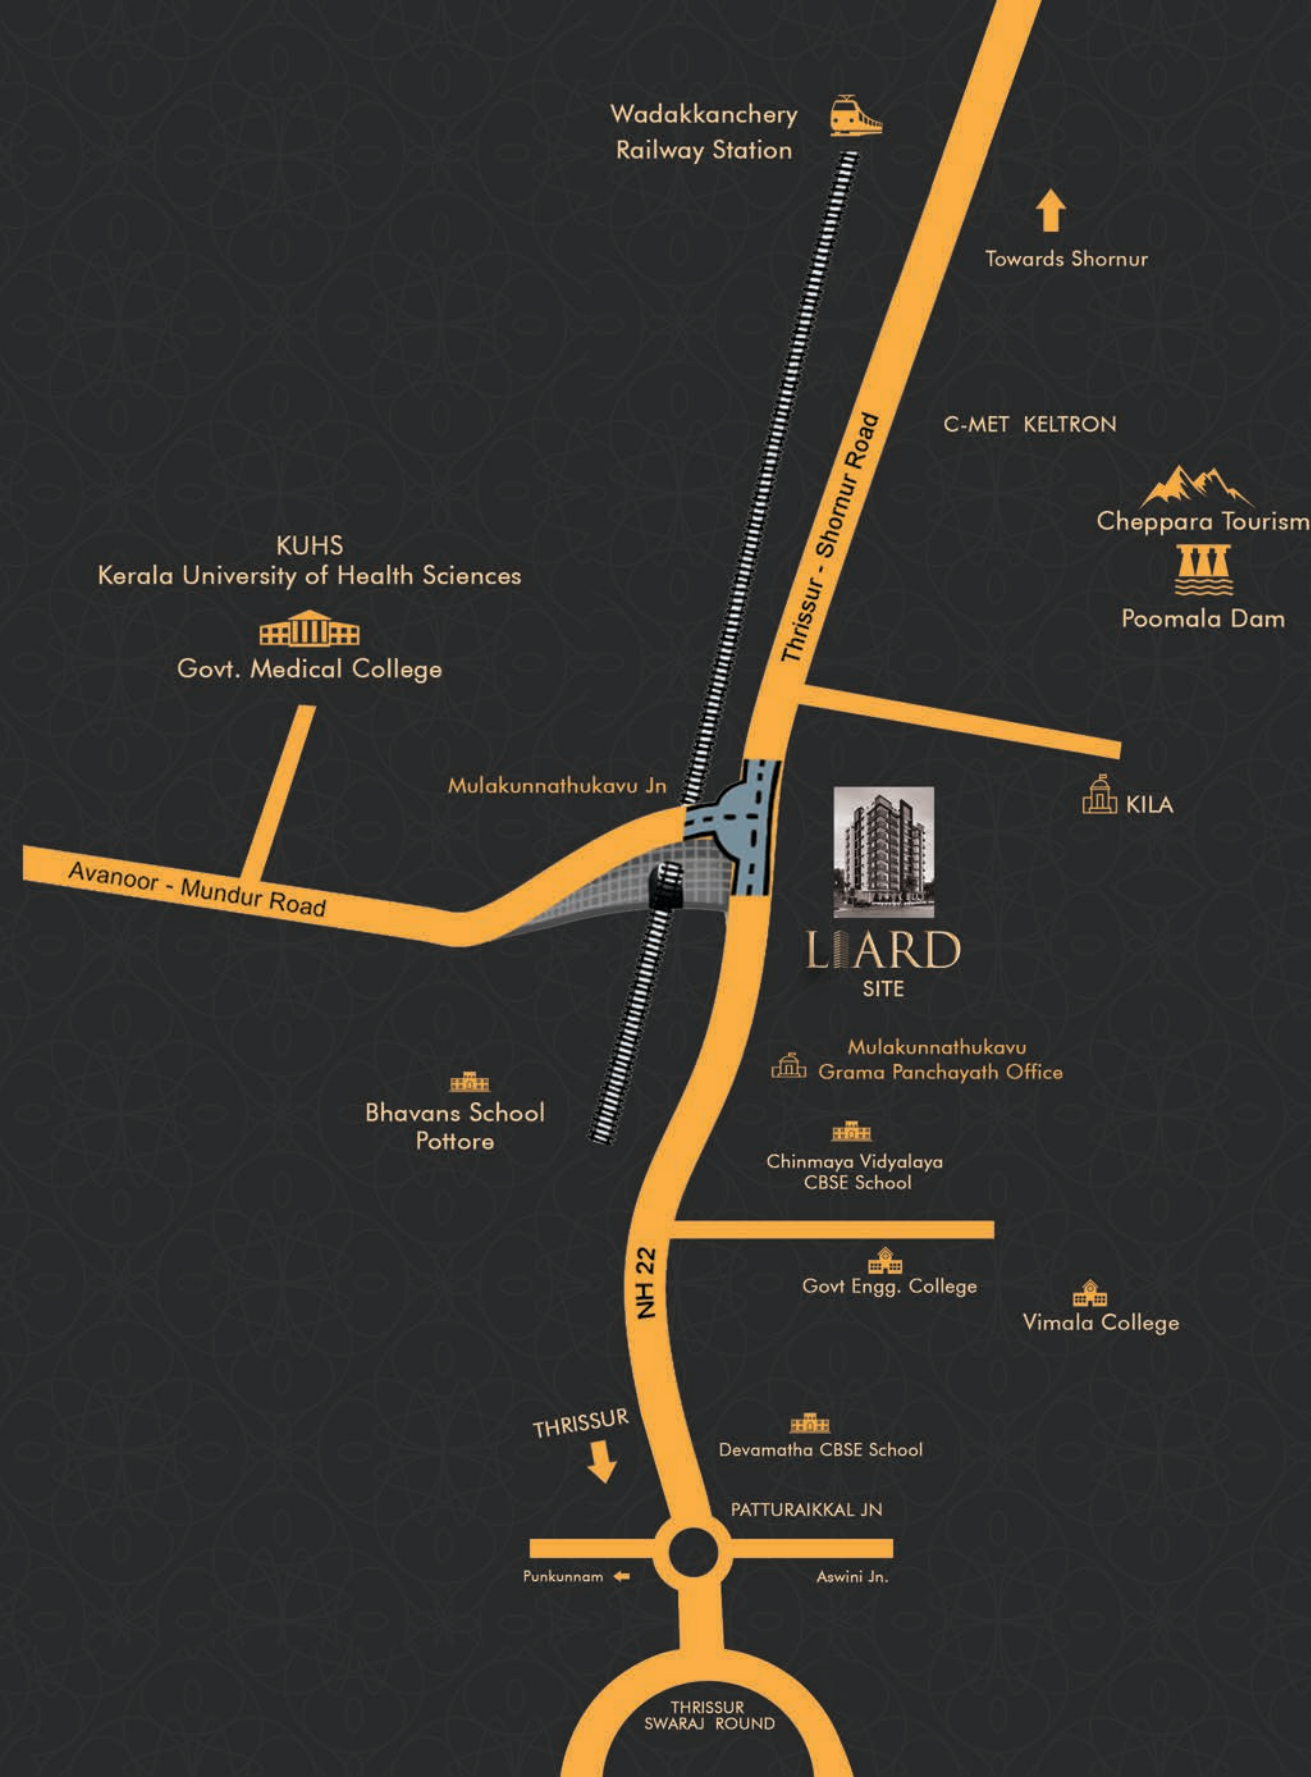 Wadakkanchery
Railway Station
Towards Shornur
C-MET KELTRON
Thrissur - Shornur Road
Cheppara Tourism
Poomala Dam
KUHS
Kerala University of Health Sciences
Govt. Medical College
Mulakunnathukavu Jn
KILA
Avanoor - Mundur Road
LIARD
SITE
Mulakunnathukavu
Grama Panchayath Office
Bhavans School
Pottore
Chinmaya Vidyalaya
CBSE School
NH 22
Govt Engg. College
Vimala College
THRISSUR
Devamatha CBSE School
PATTURAIKKAL JN
Punkunnam
Aswini Jn.
THRISSUR
SWARAJ ROUND